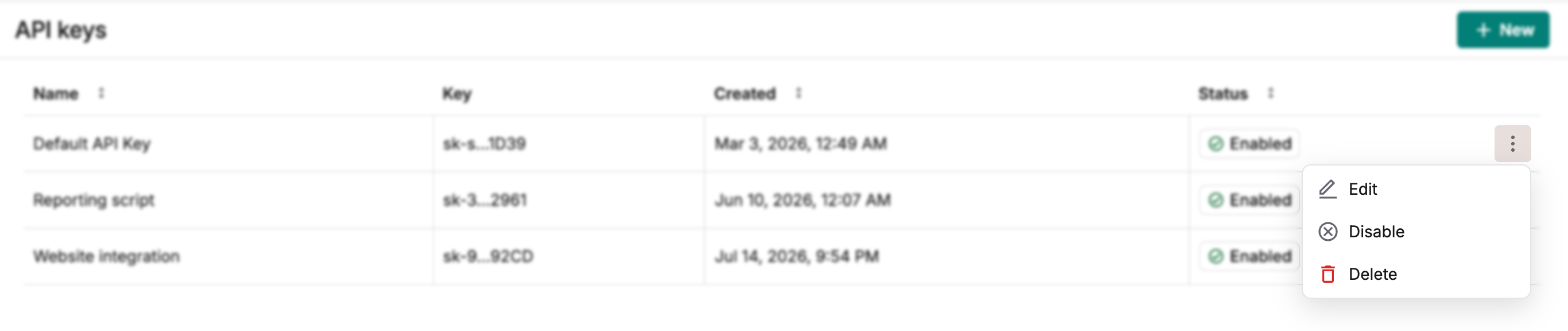 API keys
+ New
Name Key Created Status
Default API Key sk-s...1D39 Mar 3, 2026, 12:49 AM Enabled
Reporting script sk-3...2961 Jun 10, 2026, 12:07 AM Enabled
Website integration sk-9...92CD Jul 14, 2026, 9:54 PM Enabled
Edit
Disable
Delete